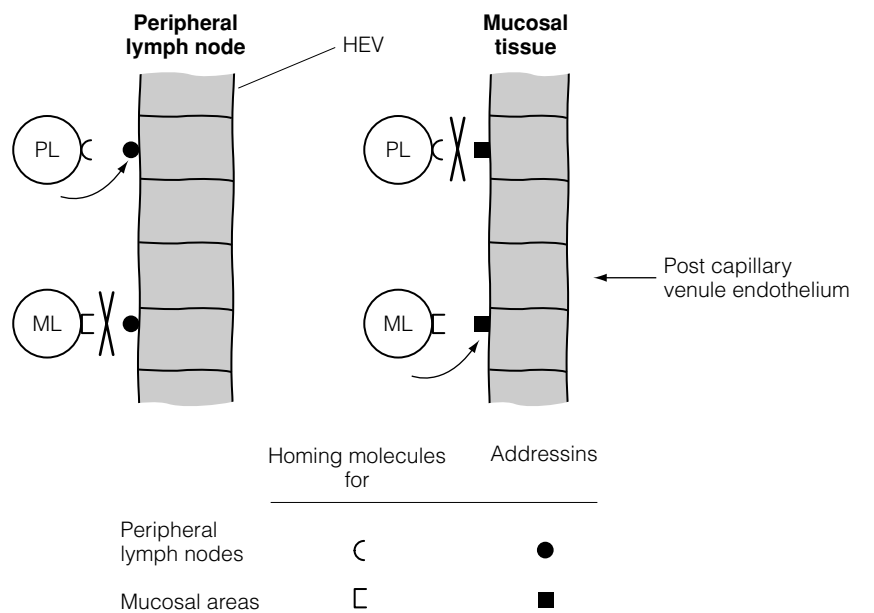 Peripheral
lymph node
HEV
Mucosal
tissue
PL
PL
Post capillary
venule endothelium
ML
ML
Homing molecules
for
Addressins
Peripheral
lymph nodes
Mucosal areas